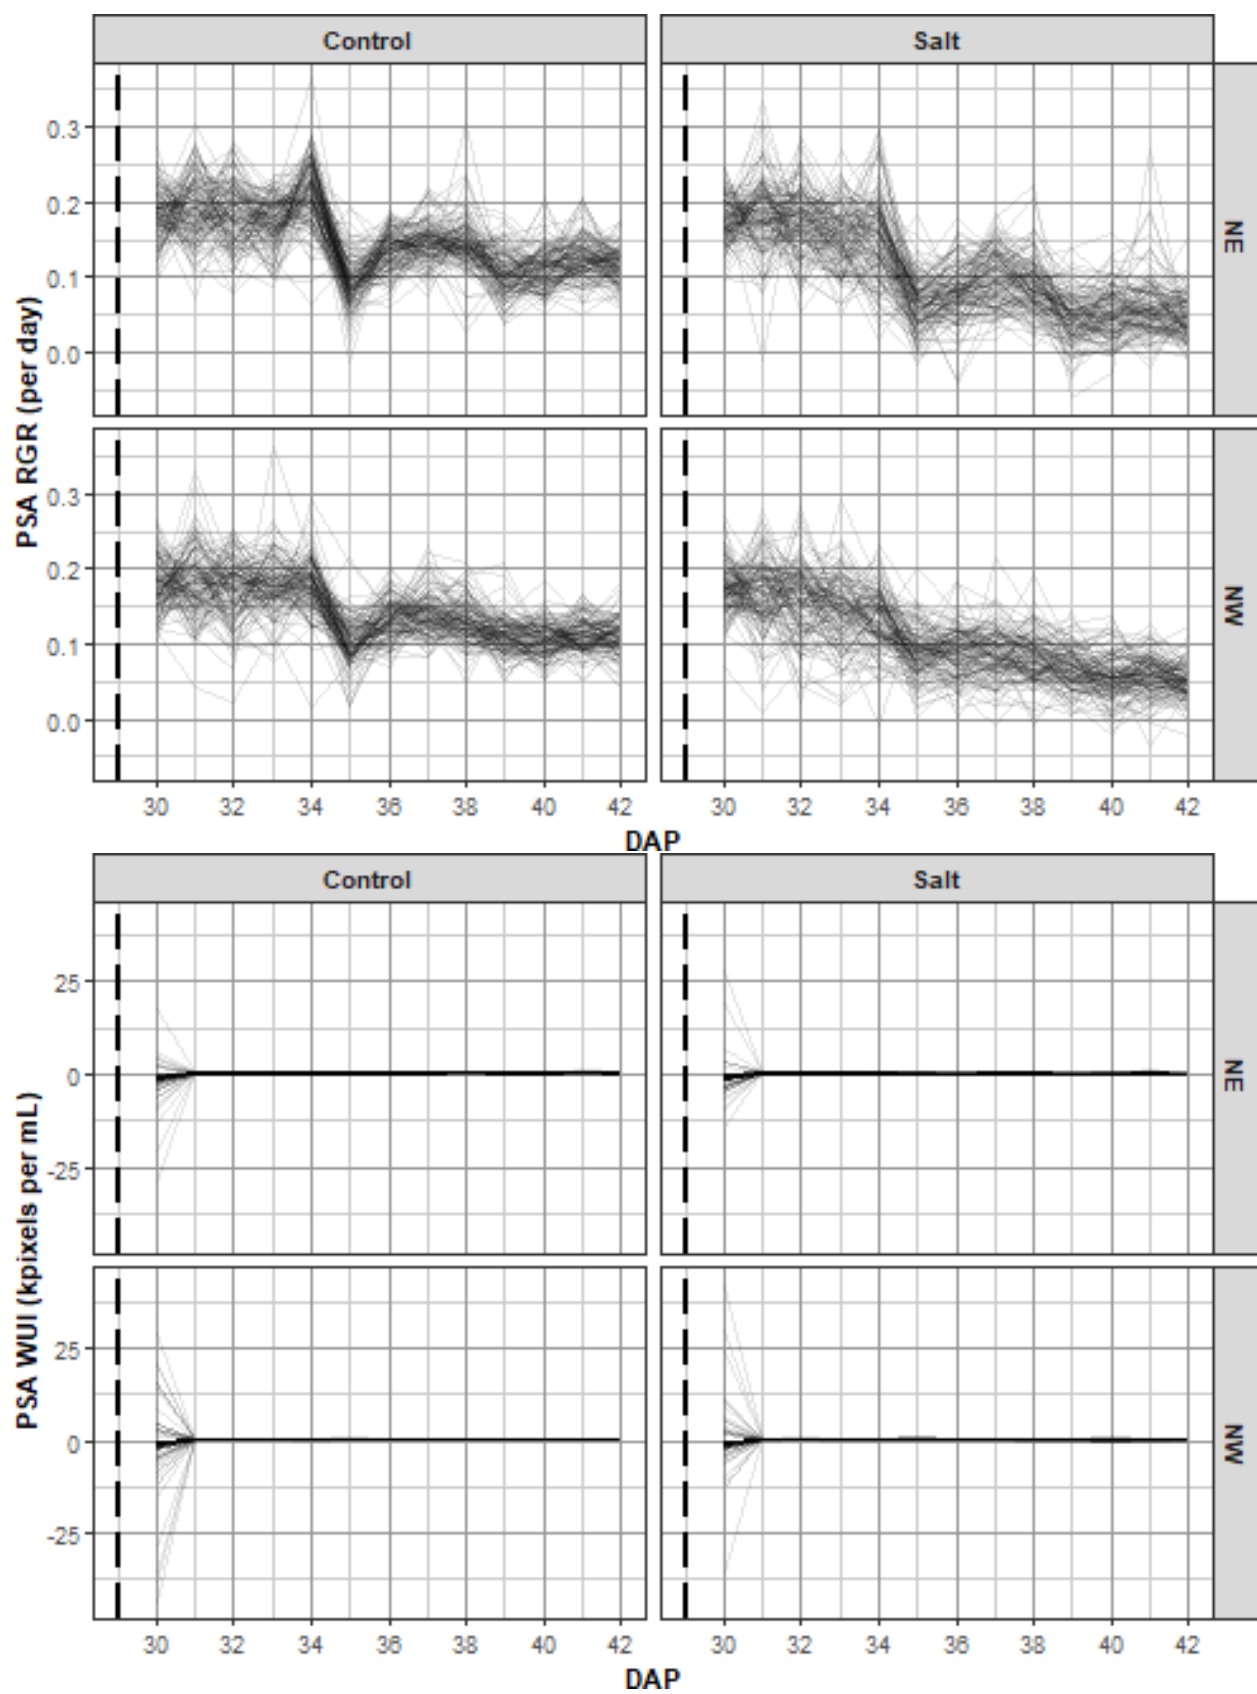 Control Salt
PSA RGR (per day)
0.3
0.2
0.1
0.0
NE
0.3
0.2
0.1
0.0
NW
30 32 34 36 38 40 42 30 32 34 36 38 40 42
DAP
Control Salt
PSA WUI (kpixels per mL)
25
0
-25
NE
25
0
-25
NW
30 32 34 36 38 40 42 30 32 34 36 38 40 42
DAP